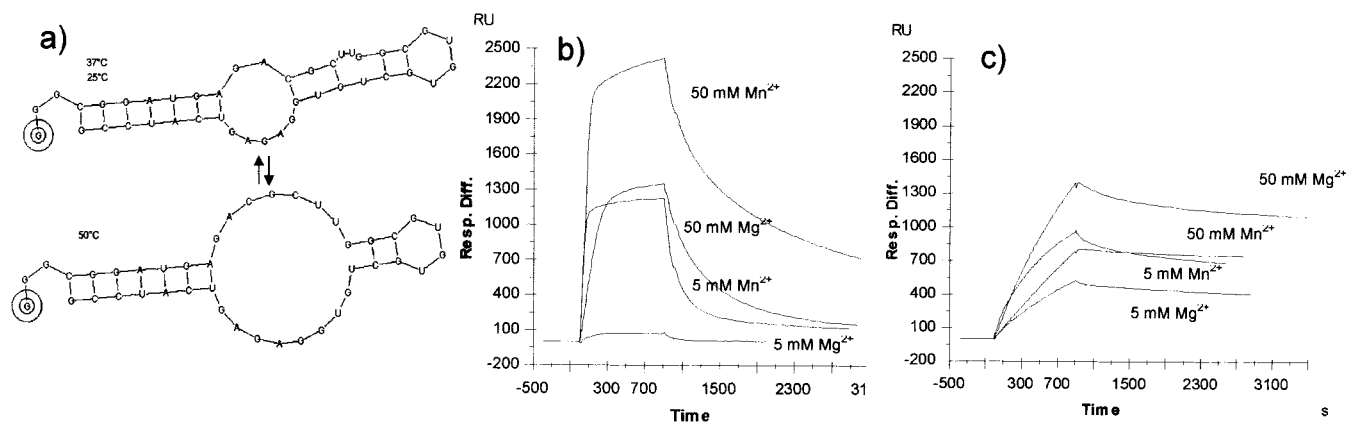 a)
37°C
25°C
50°C
b)
RU
2500
2200
1900
1600
1300
1000
700
400
100
-200
Resp. Diff.
50 mM Mn²⁺
50 mM Mg²⁺
5 mM Mn²⁺
5 mM Mg²⁺
-500 300 700 1500 2300 31
Time
c)
RU
2500
2200
1900
1600
1300
1000
700
400
100
-200
Resp. Diff.
50 mM Mg²⁺
50 mM Mn²⁺
5 mM Mn²⁺
5 mM Mg²⁺
-500 300 700 1500 2300 3100
Time s